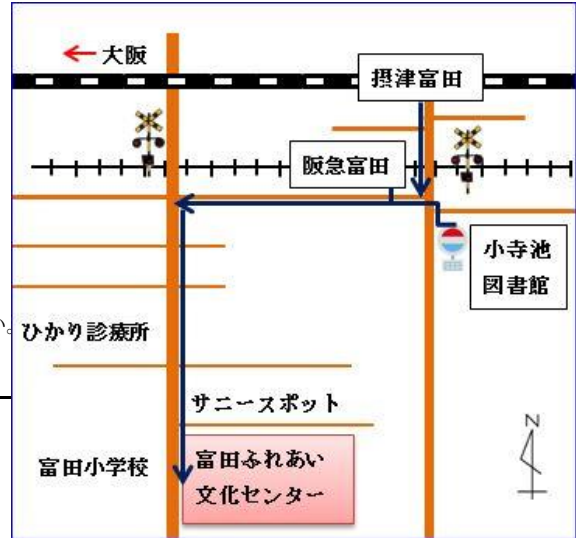 大阪
摂津富田
阪急富田
小寺池
図書館
い。
ひかり診療所
サニースポット
富田小学校
富田ふれあい
文化センター
N